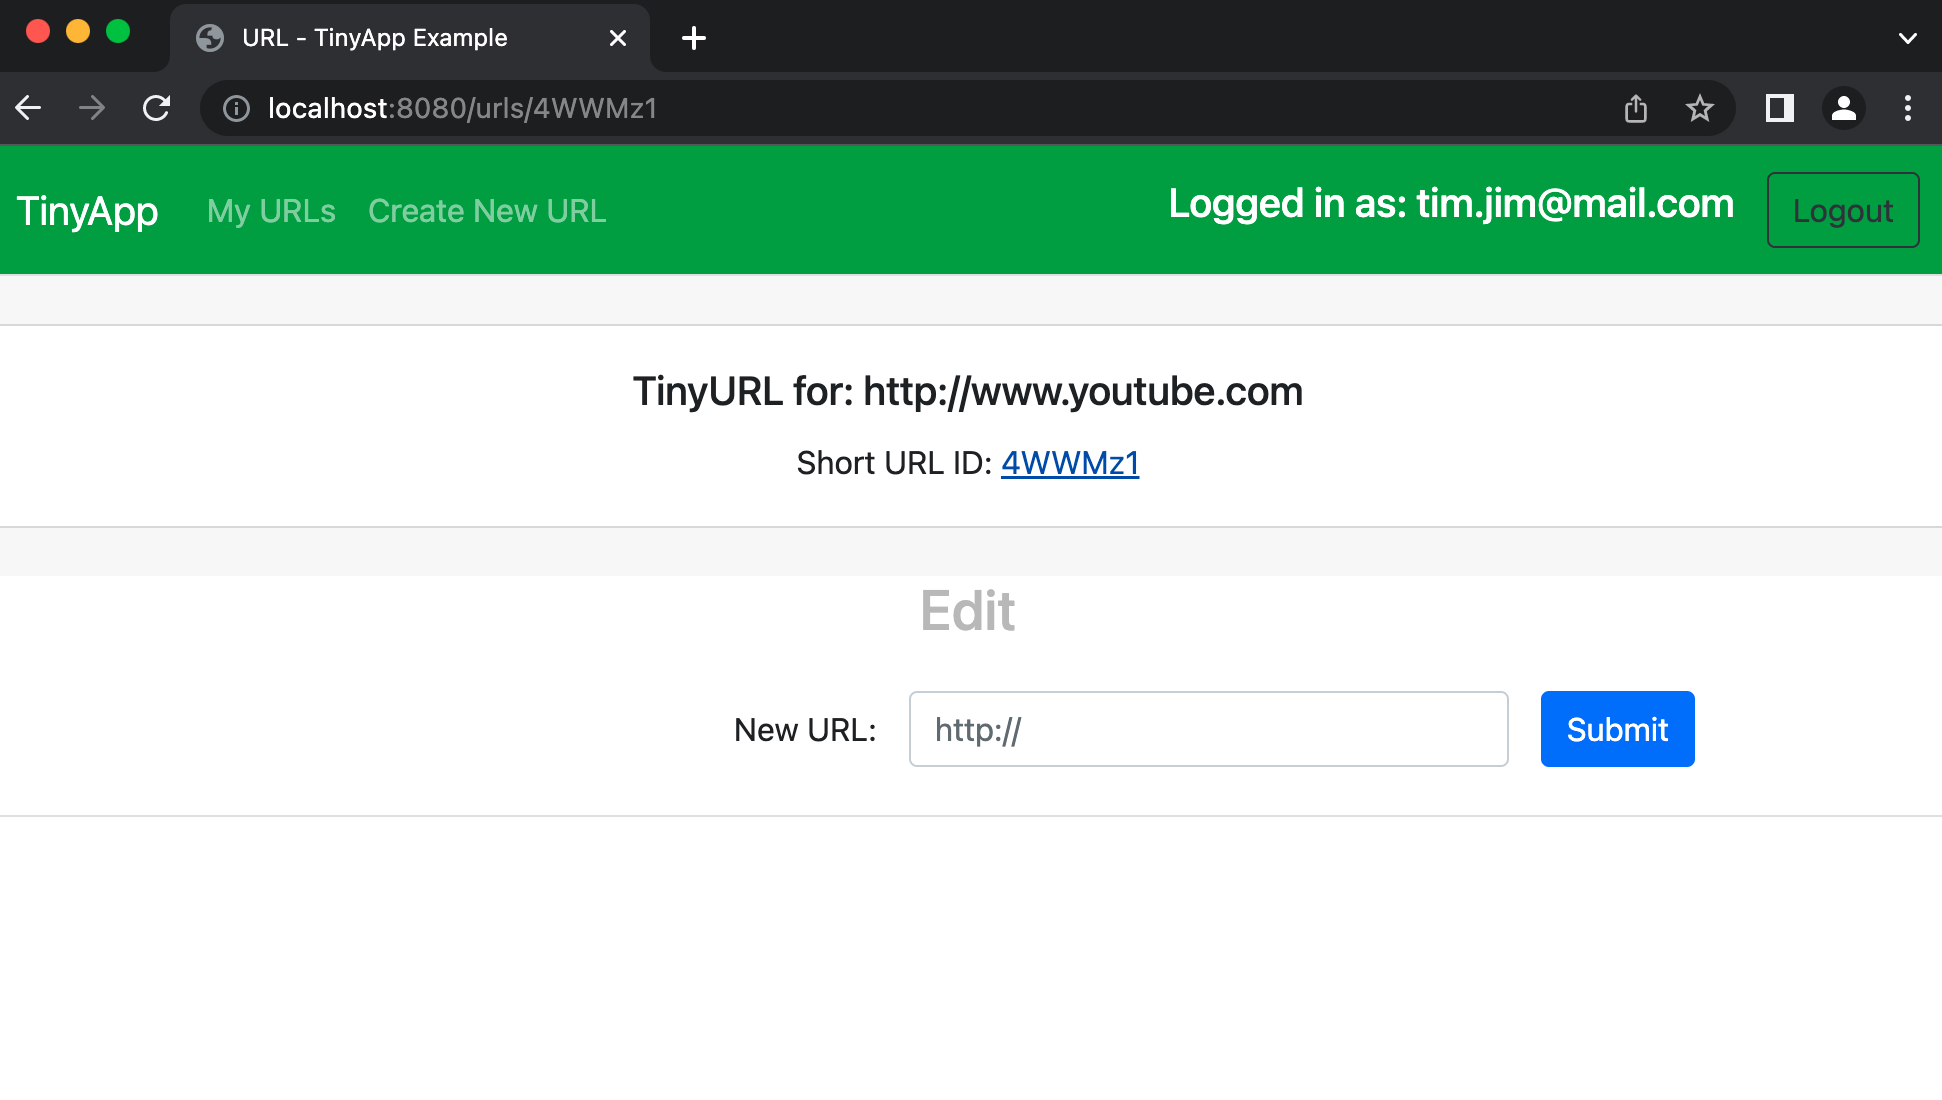 URL - TinyApp Example
localhost:8080/urls/4WWMz1
TinyApp My URLs Create New URL Logged in as: tim.jim@mail.com Logout
TinyURL for: http://www.youtube.com
Short URL ID: 4WWMz1
Edit
New URL: http:// Submit